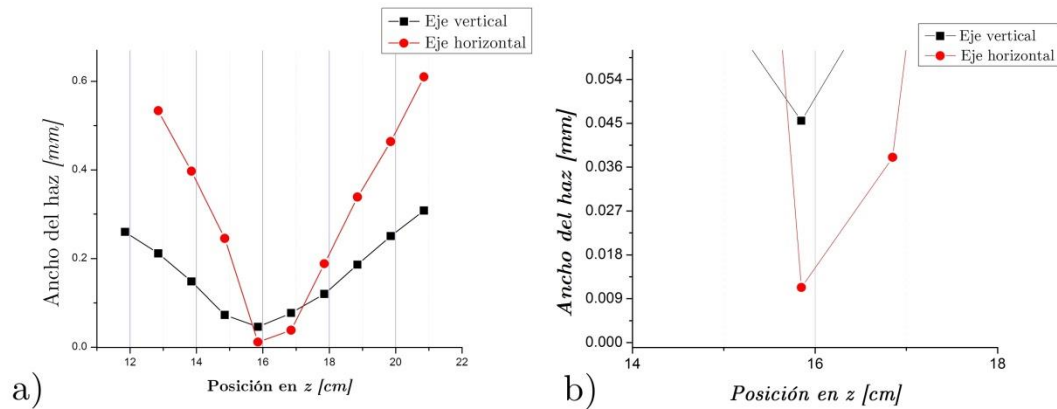 Eje vertical
Eje horizontal
0.6
0.4
0.2
0.0
Ancho del haz [mm]
12
14
16
18
20
22
Posición en z [cm]
a)
Eje vertical
Eje horizontal
0.054
0.045
0.036
0.027
0.018
0.009
0.000
Ancho del haz [mm]
14
16
18
Posición en z [cm]
b)